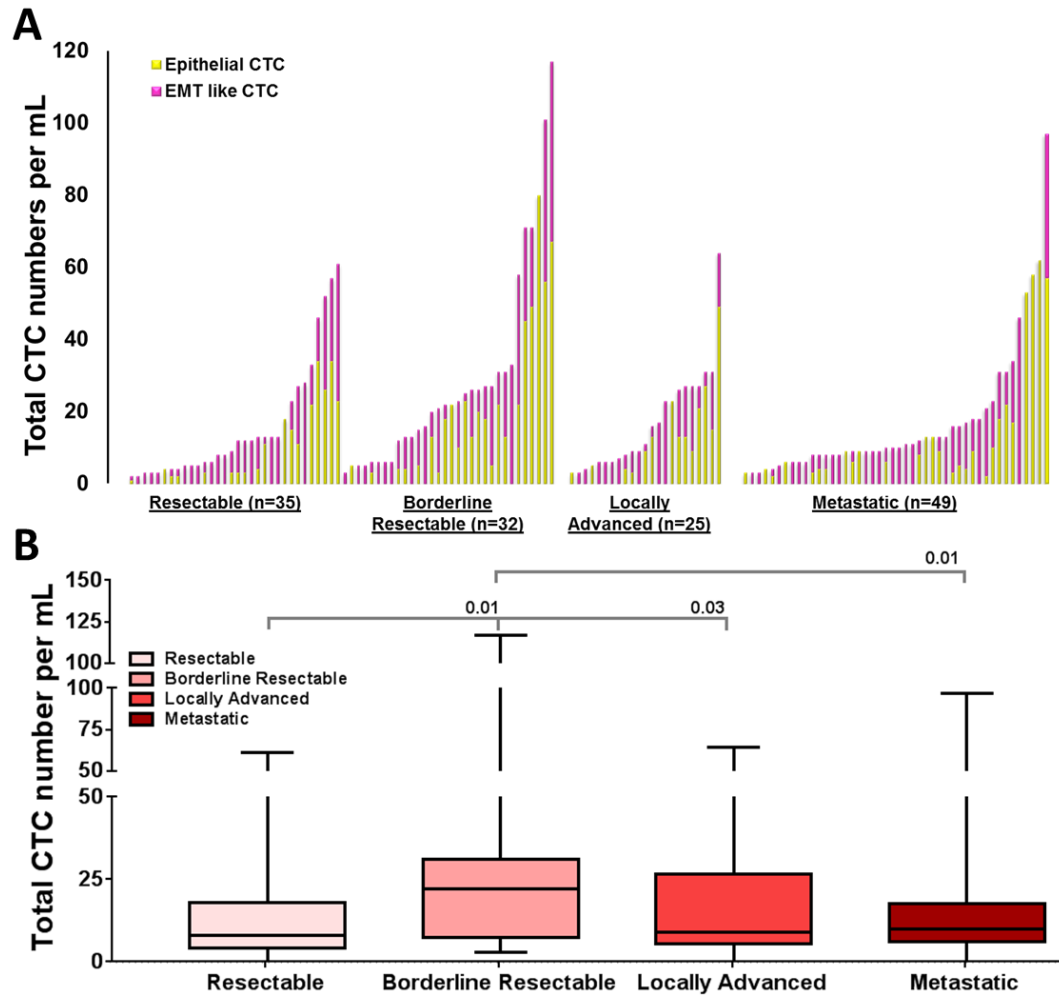 A
Total CTC numbers per mL
120
100
80
60
40
20
0
Epithelial CTC
EMT like CTC
Resectable (n=35)
Borderline
Resectable (n=32)
Locally
Advanced (n=25)
Metastatic (n=49)
B
Total CTC number per mL
150
125
100
100
75
50
50
25
0
0.01
0.01
0.03
Resectable
Borderline Resectable
Locally Advanced
Metastatic
Resectable
Borderline Resectable
Locally Advanced
Metastatic